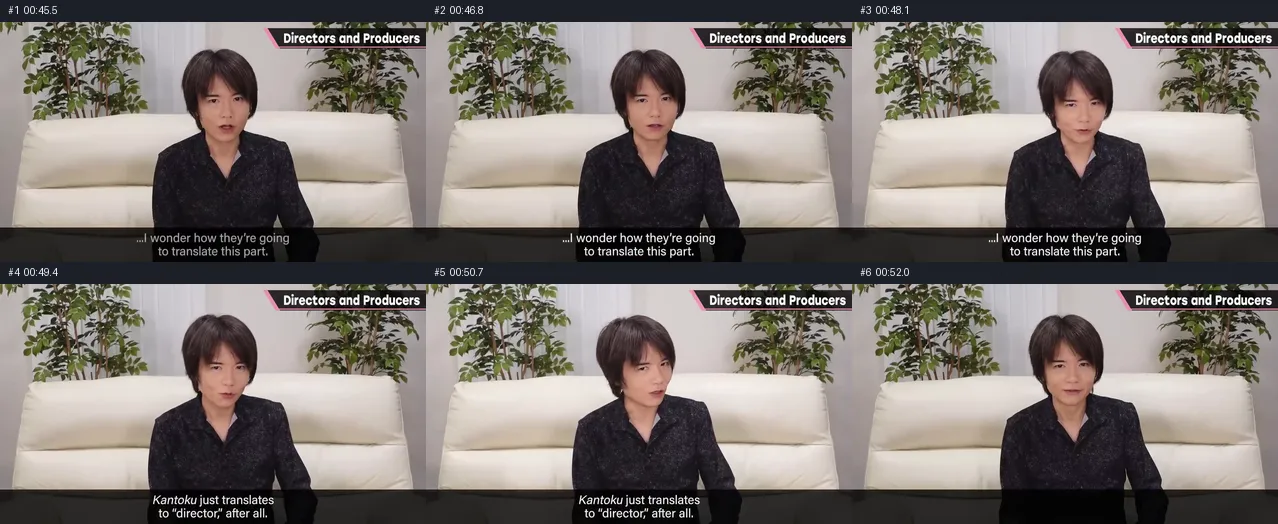 #1 00:45.5
#2 00:46.8
#3 00:48.1
Directors and Producers
Directors and Producers
Directors and Producers
...I wonder how they're going
to translate this part.
...I wonder how they're going
to translate this part.
...I wonder how they're going
to translate this part.
#4 00:49.4
#5 00:50.7
#6 00:52.0
Directors and Producers
Directors and Producers
Directors and Producers
Kantoku just translates
to “director,” after all.
Kantoku just translates
to “director,” after all.